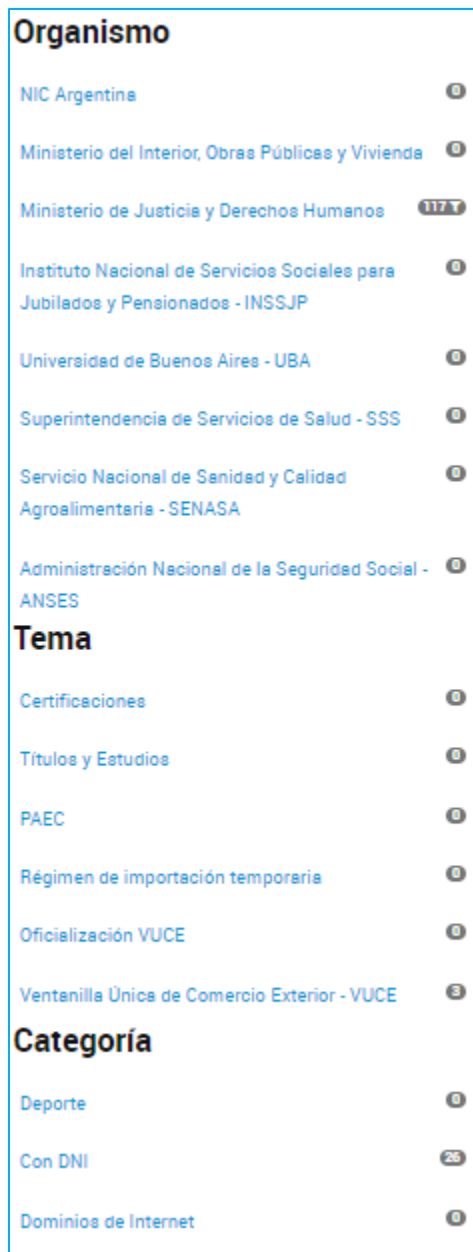 Organismo
NIC Argentina 0
Ministerio del Interior, Obras Públicas y Vivienda 0
Ministerio de Justicia y Derechos Humanos 117
Instituto Nacional de Servicios Sociales para 0
Jubilados y Pensionados - INSSJP
Universidad de Buenos Aires - UBA 0
Superintendencia de Servicios de Salud - SSS 0
Servicio Nacional de Sanidad y Calidad 0
Agroalimentaria - SENASA
Administración Nacional de la Seguridad Social - 0
ANSES
Tema
Certificaciones 0
Títulos y Estudios 0
PAEC 0
Régimen de importación temporaria 0
Oficialización VUCE 0
Ventanilla Única de Comercio Exterior - VUCE 3
Categoría
Deporte 0
Con DNI 26
Dominios de Internet 0